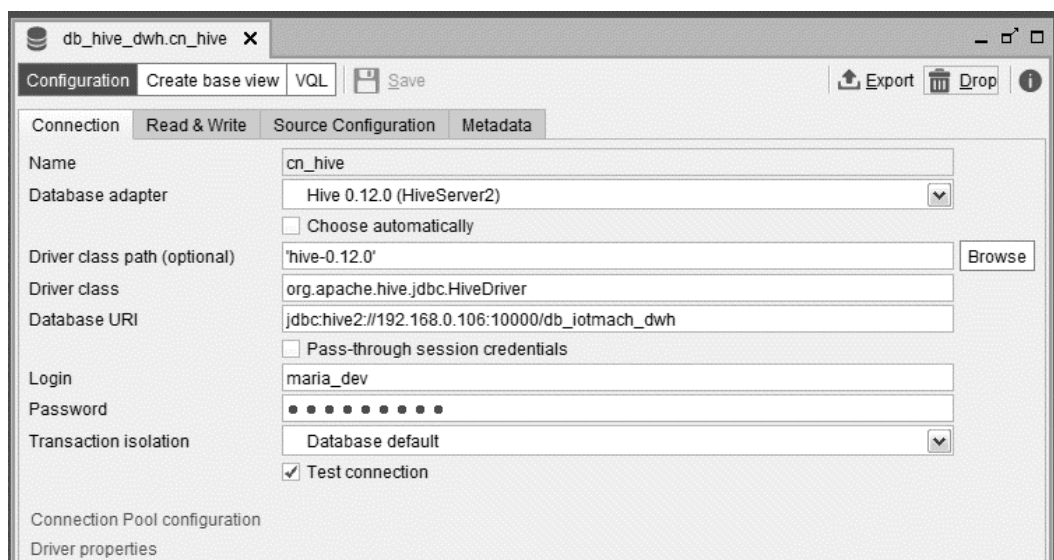 db_hive_dwh.cn_hive
Configuration Create base view VQL Save Export Drop
Connection Read & Write Source Configuration Metadata
Name cn_hive
Database adapter Hive 0.12.0 (HiveServer2)
Choose automatically
Driver class path (optional) 'hive-0.12.0' Browse
Driver class org.apache.hive.jdbc.HiveDriver
Database URI jdbc:hive2://192.168.0.106:10000/db_iotmach_dwh
Pass-through session credentials
Login maria_dev
Password
Transaction isolation Database default
Test connection
Connection Pool configuration
Driver properties